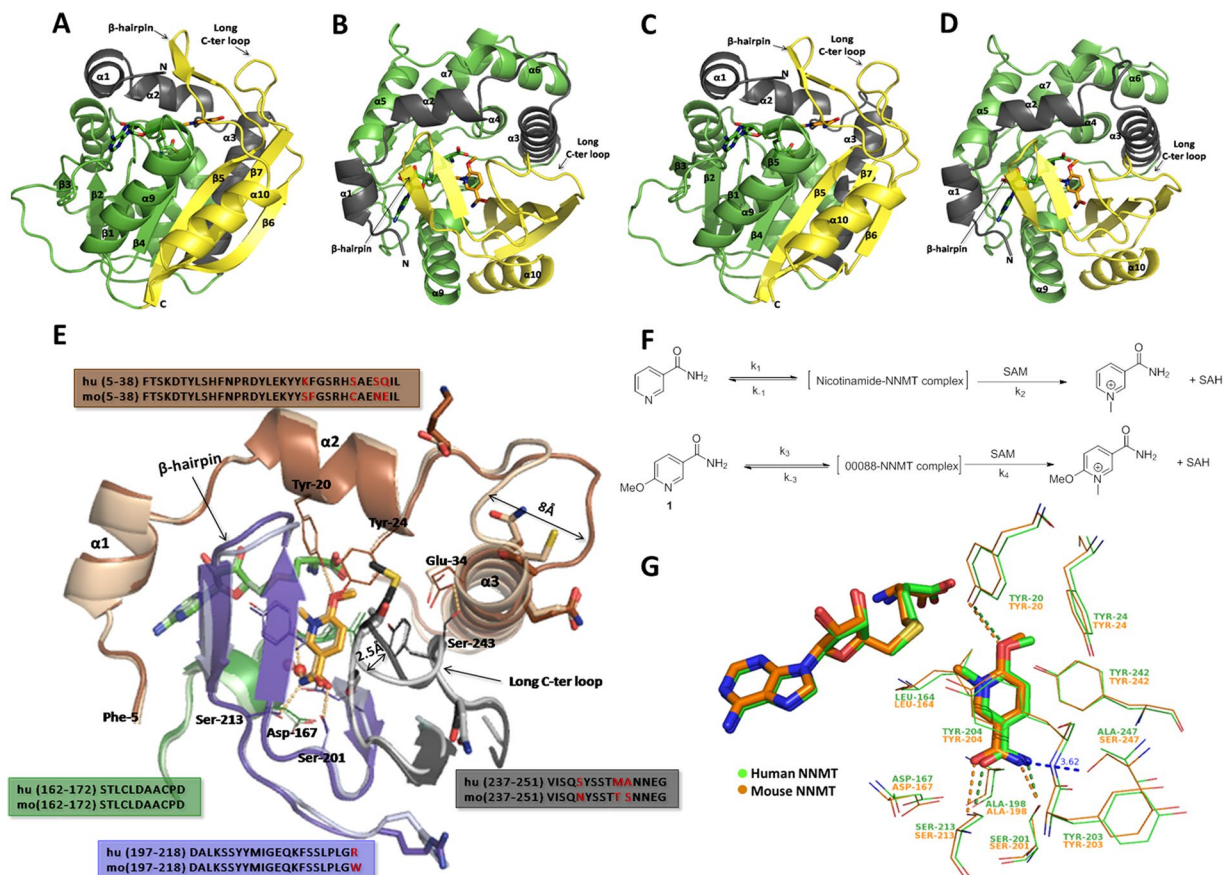 A
β-hairpin
Long
C-ter loop
α1
N
α2
α3
β3
β2
β5
β7
α9
α10
β1
β4
β6
C
B
α7
α6
α5
α2
α4
α3
Long
C-ter loop
α1
β-hairpin
N
α10
α9
C
β-hairpin
Long
C-ter loop
α1
N
α2
α3
β3
β5
β7
β2
β5
α9
β1
α10
β4
β6
C
D
α7
α6
α5
α2
α4
α3
Long
C-ter loop
α1
β-hairpin
N
α10
α9
E
hu (5-38) FTSKDTYLSHFNPRDYLEKYYKFGSRHSAESQIL
mo(5-38) FTSKDTYLSHFNPRDYLEKYYSFGSRHCAENEIL
α2
β-hairpin
Tyr-20
Tyr-24
8Å
α1
Glu-34
α3
Ser-243
2.5Å
Long C-ter loop
Phe-5
Ser-213
Asp-167
Ser-201
hu (162-172) STLCLDAACPD
mo(162-172) STLCLDAACPD
hu (237-251) VISQSYSSTMANNEG
mo(237-251) VISQNYSSTTSNNEG
hu (197-218) DALKSSYYMIGEQKFSSLPLGR
mo(197-218) DALKSSYYMIGEQKFSSLPLGW
F
O
NH2
N
k1
k-1
[ Nicotinamide-NNMT complex ]
SAM
k2
O
NH2
N
+ SAH
O
NH2
MeO
N
1
k3
k-3
[ 00088-NNMT complex ]
SAM
k4
O
NH2
MeO
N
+ SAH
G
TYR-20
TYR-20
TYR-24
TYR-24
TYR-242
TYR-242
LEU-164
LEU-164
TYR-204
TYR-204
ALA-247
SER-247
3.62
ASP-167
ASP-167
ALA-198
ALA-198
SER-213
SER-213
SER-201
SER-201
TYR-203
TYR-203
Human NNMT
Mouse NNMT